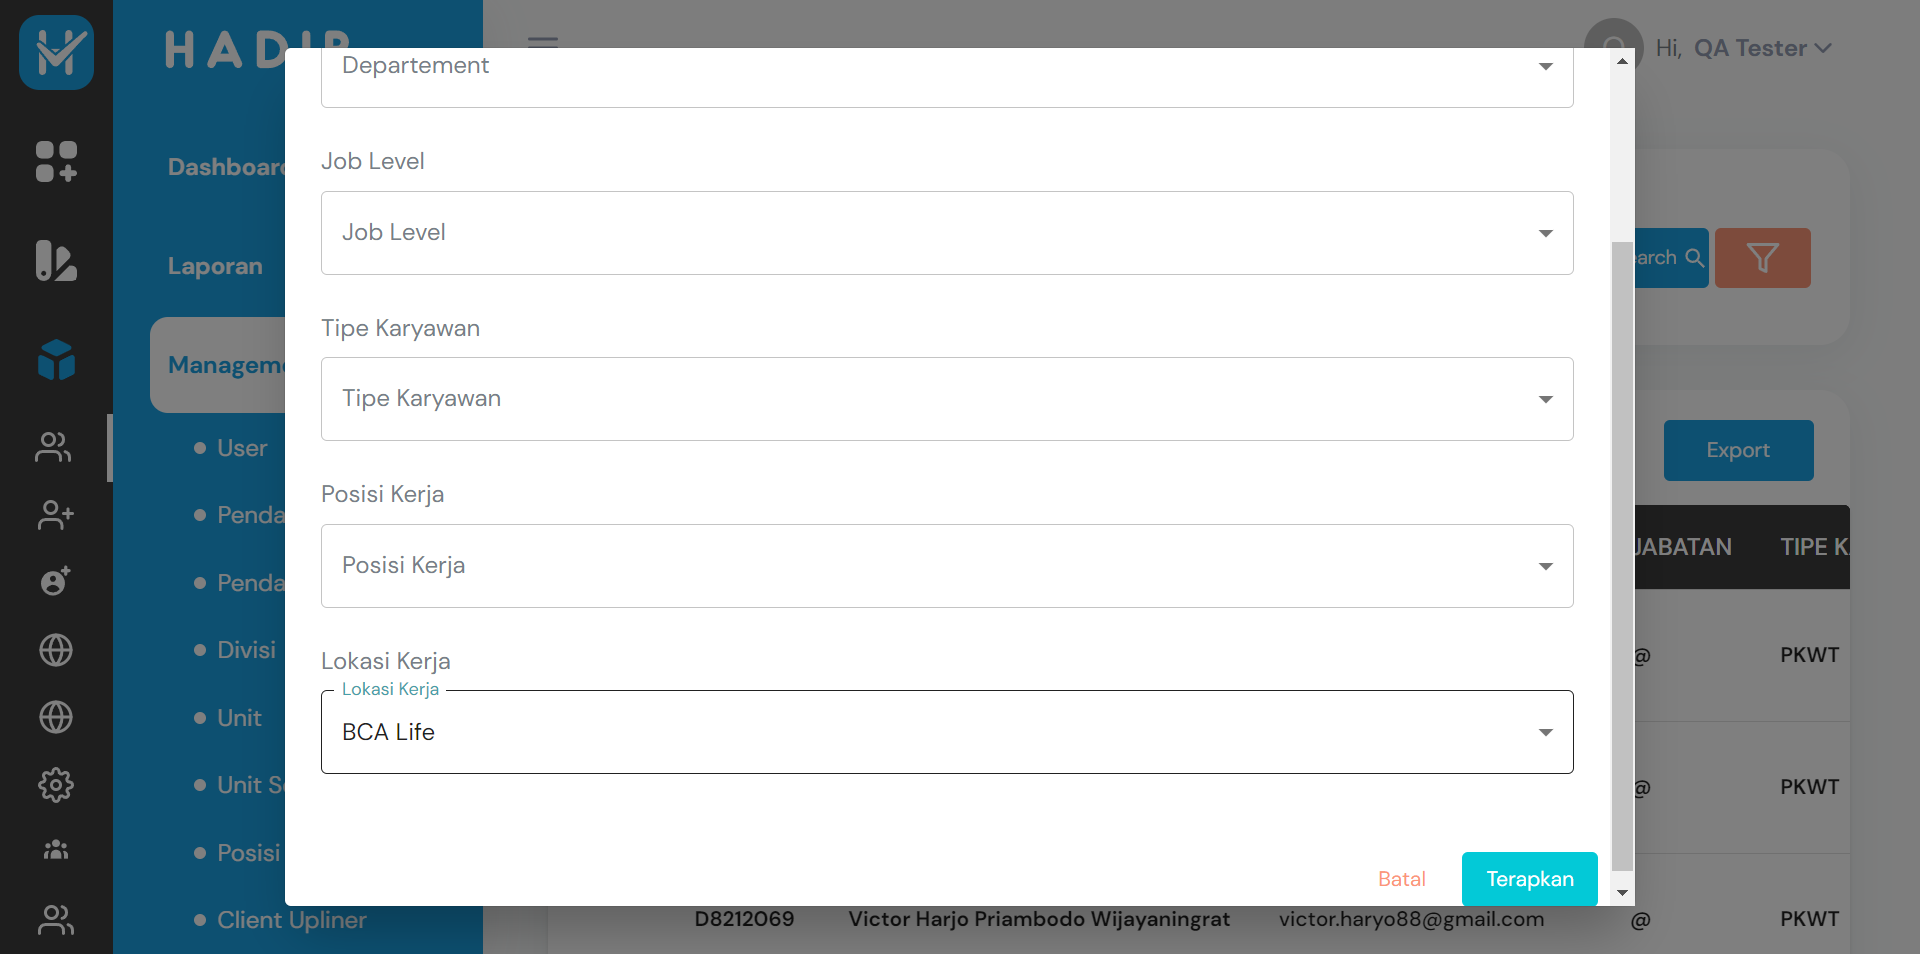 HADIR
Hi, QA Tester
Departement
Dashboard
Job Level
Job Level
Laporan
earch
Tipe Karyawan
Managem
Tipe Karyawan
User
Export
Posisi Kerja
Penda
JABATAN TIPE K
Posisi Kerja
Penda
Divisi
Lokasi Kerja
@ PKWT
Lokasi Kerja
Unit
BCA Life
Unit S
@ PKWT
Posisi
Batal
Terapkan
Client Upliner
D8212069 Victor Harjo Priambodo Wijayaningrat victor.haryo88@gmail.com @ PKWT